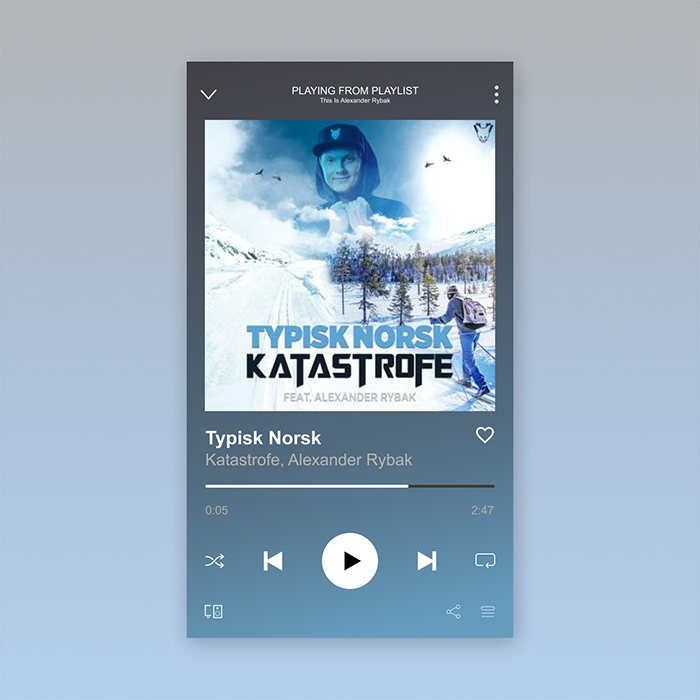 PLAYING FROM PLAYLIST
This Is Alexander Rybak
TYPISK NORSK
KATASTROFE
FEAT. ALEXANDER RYBAK
Typisk Norsk
Katastrofe, Alexander Rybak
0:05 2:47